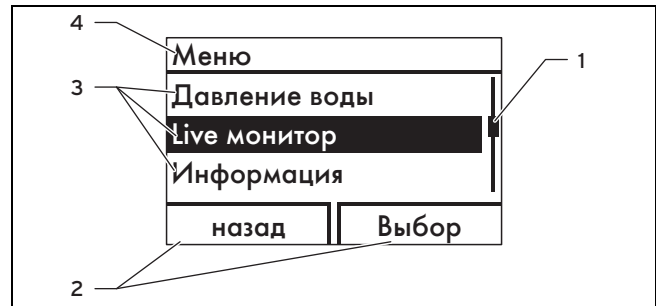 4
Меню
1
3
Давление воды
Live монитор
Информация
назад Выбор
2